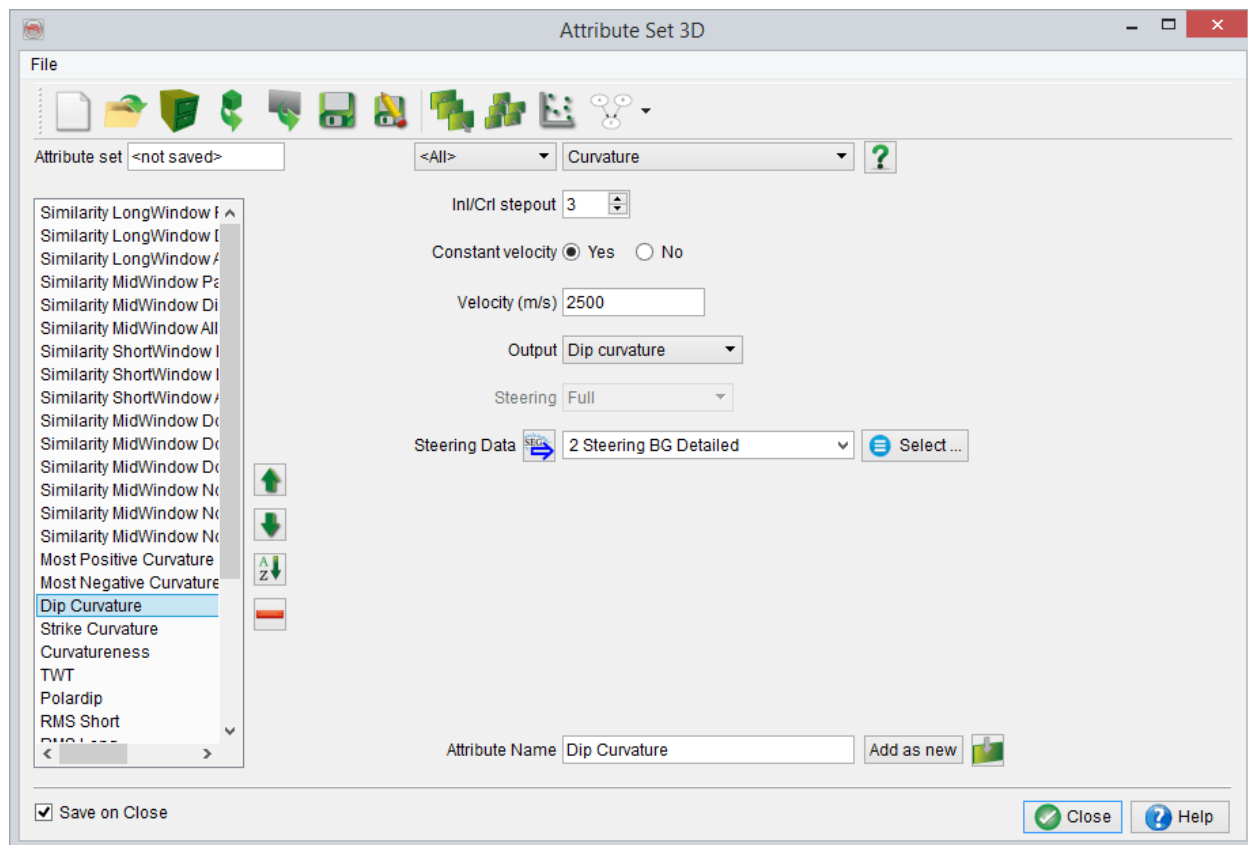 Attribute Set 3D
File
Attribute set <not saved>
<All>
Curvature
Inl/Crl stepout 3
Constant velocity Yes No
Velocity (m/s) 2500
Output Dip curvature
Steering Full
Steering Data SEG 2 Steering BG Detailed Select ...
Similarity LongWindow
Similarity LongWindow
Similarity LongWindow
Similarity MidWindow Pa
Similarity MidWindow Di
Similarity MidWindow All
Similarity ShortWindow
Similarity ShortWindow
Similarity ShortWindow
Similarity MidWindow Do
Similarity MidWindow Do
Similarity MidWindow Do
Similarity MidWindow No
Similarity MidWindow No
Similarity MidWindow No
Most Positive Curvature
Most Negative Curvature
Dip Curvature
Strike Curvature
Curvatureness
TWT
Polardip
RMS Short
A
Z
Attribute Name Dip Curvature Add as new
Save on Close
Close Help